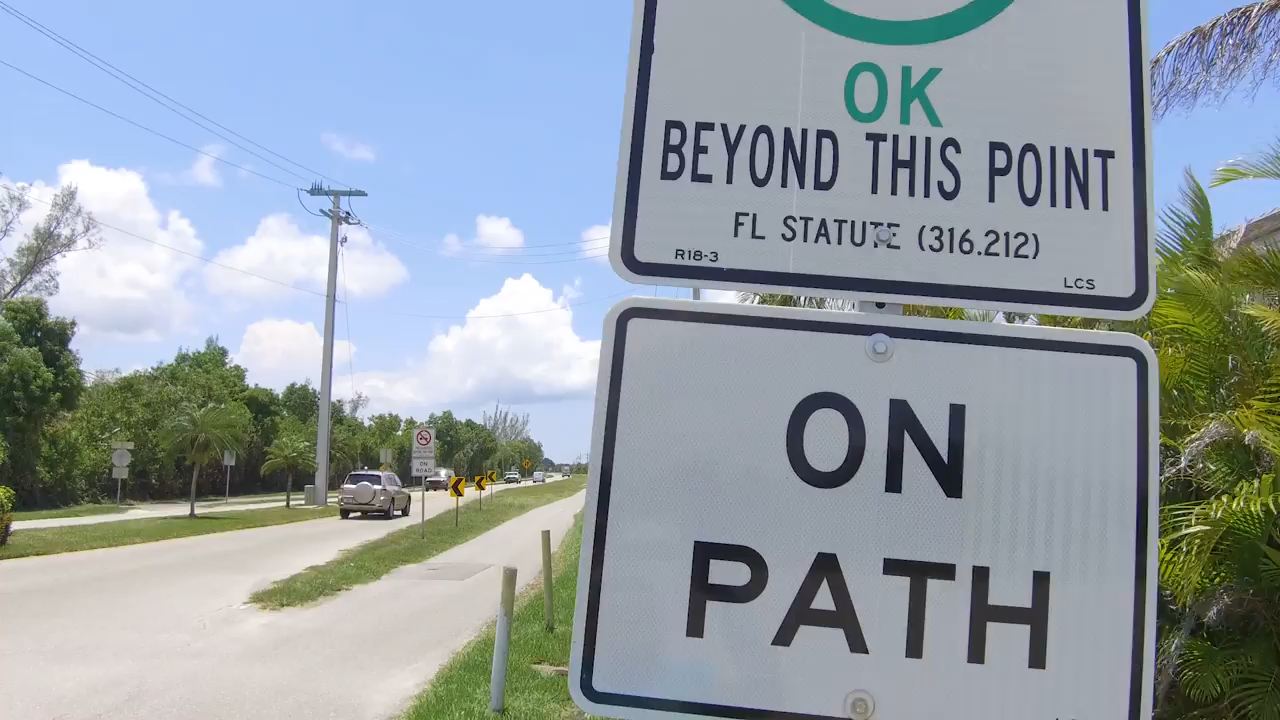 OK
BEYOND THIS POINT
FL STATUTE (316.212)
R18-3
LCS
ON
PATH
ON
ROAD